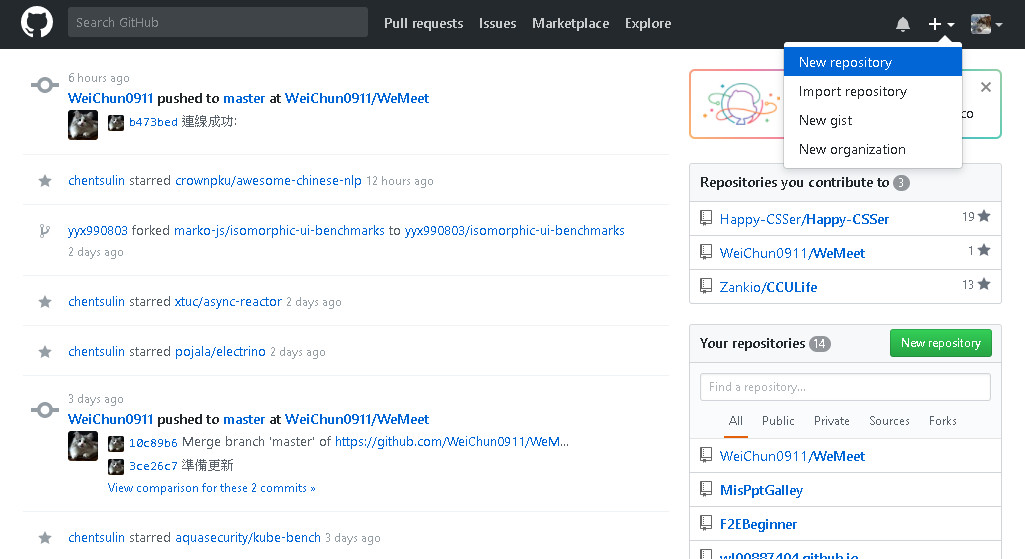 Search GitHub
Pull requests Issues Marketplace Explore
New repository
Import repository
New gist
New organization
6 hours ago
WeiChun0911 pushed to master at WeiChun0911/WeMeet
b473bed 連線成功:
chentsulin starred crownpku/awesome-chinese-nlp 12 hours ago
yyx990803 forked marko-js/isomorphic-ui-benchmarks to yyx990803/isomorphic-ui-benchmarks
2 days ago
chentsulin starred xtuc/async-reactor 2 days ago
chentsulin starred pojala/electrino 2 days ago
3 days ago
WeiChun0911 pushed to master at WeiChun0911/WeMeet
10c89b6 Merge branch 'master' of https://github.com/WeiChun0911/WeM...
3ce26c7 準備更新
View comparison for these 2 commits »
chentsulin starred aquasecurity/kube-bench 3 days ago
co
Repositories you contribute to 3
Happy-CSSer/Happy-CSSer 19
WeiChun0911/WeMeet 1
Zankio/CCULife 13
Your repositories 14
New repository
Find a repository...
All Public Private Sources Forks
WeiChun0911/WeMeet
MisPptGalley
F2EBeginner